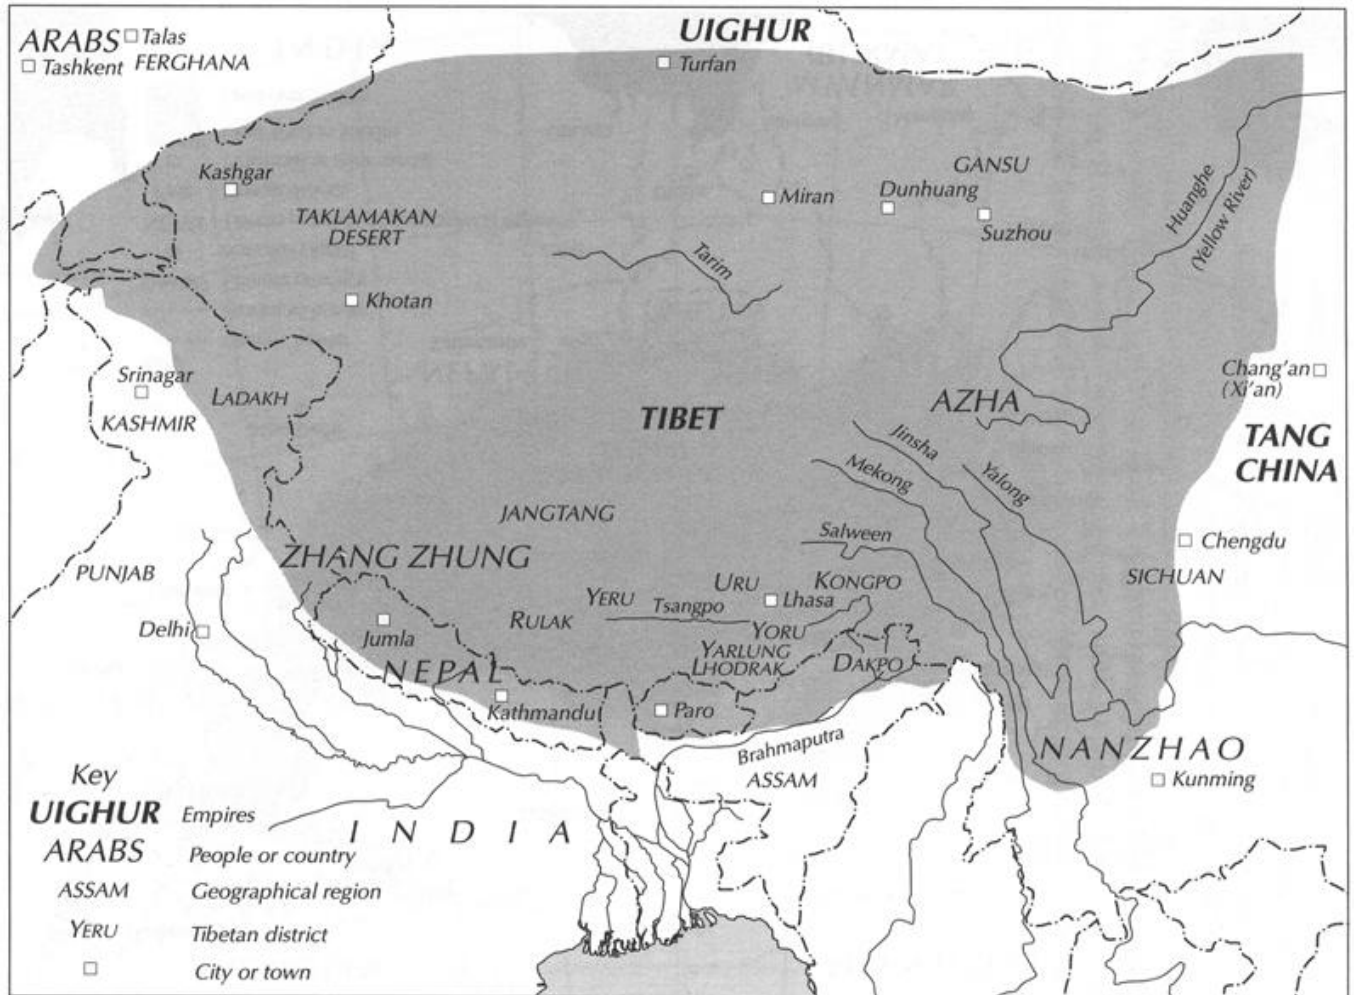 UIGHUR
ARABS
Talas
Tashkent
FERGHANA
Turfan
Kashgar
TAKLAMAKAN
DESERT
Miran
Dunhuang
GANSU
Suzhou
Huanghe
(Yellow River)
Tarim
Khotan
Srinagar
KASHMIR
LADAKH
TIBET
AZHA
Chang'an
(Xi'an)
TANG
CHINA
Jinsha
Mekong
Yalong
JANGTANG
Salween
ZHANG ZHUNG
PUNJAB
Chengdu
SICHUAN
URU
KONGPO
YERU
Tsangpo
Lhasa
RULAK
YORU
Delhi
Jumla
YARLUNG
LHODRAK
DAKPO
NEPAL
Kathmandu
Paro
Brahmaputra
ASSAM
NANZHAO
Kunming
INDIA
Key
UIGHUR Empires
ARABS People or country
ASSAM Geographical region
YERU Tibetan district
City or town